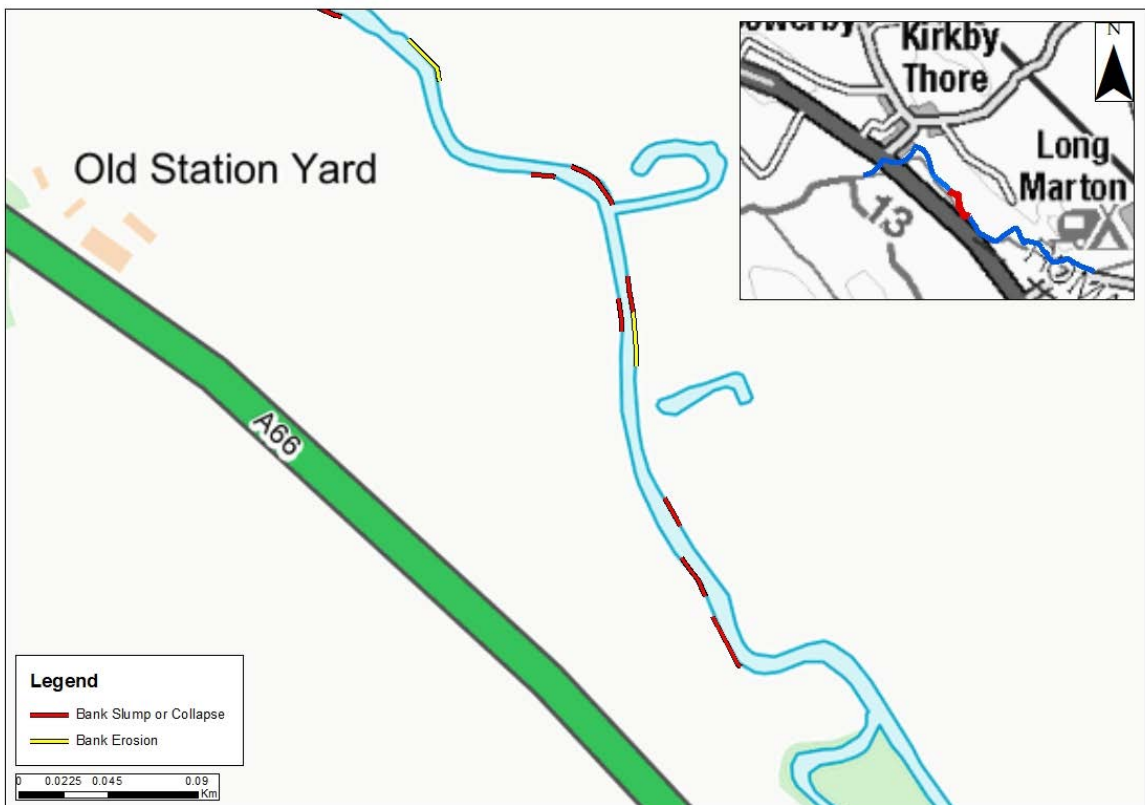 Old Station Yard
A66
Kirkby
Thore
Long
Marton
13
N
Legend
Bank Slump or Collapse
Bank Erosion
0 0.0225 0.045 0.09
Km